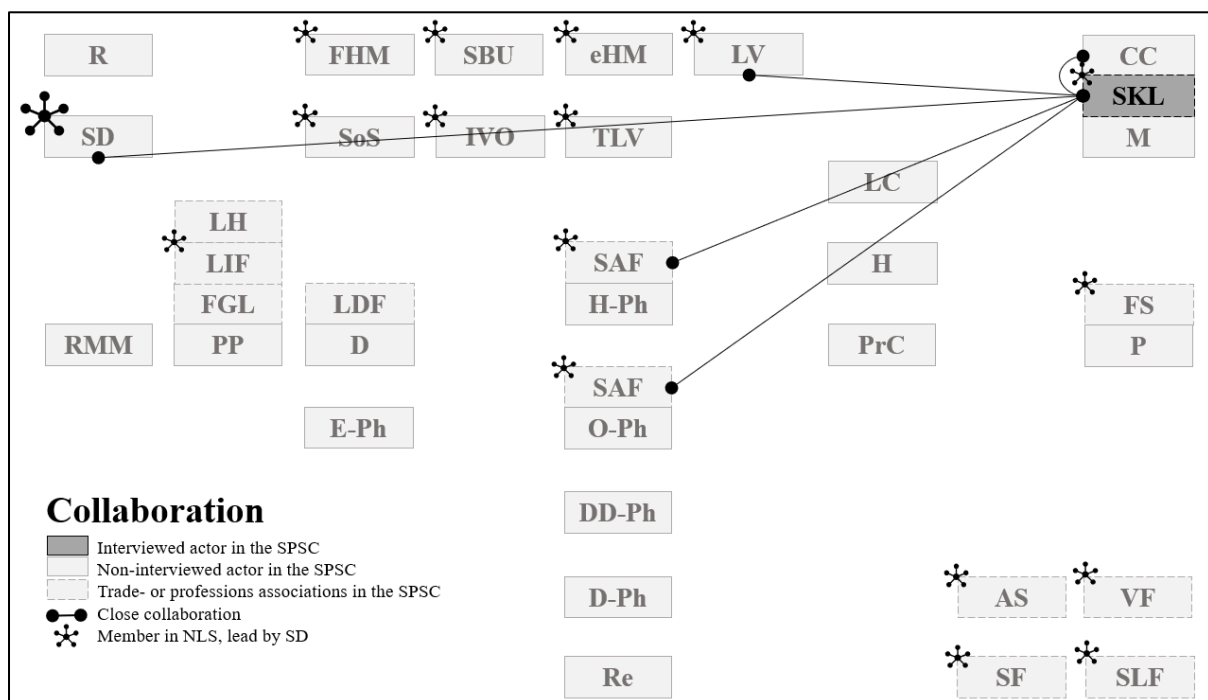 R
FHM
SBU
eHM
LV
CC
SKL
SD
SoS
IVO
TLV
M
LC
LH
LIF
SAF
H
FGL
LDF
H-Ph
FS
RMM
PP
D
PrC
P
SAF
E-Ph
O-Ph
DD-Ph
Collaboration
Interviewed actor in the SPSC
Non-interviewed actor in the SPSC
Trade- or professions associations in the SPSC
Close collaboration
Member in NLS, lead by SD
D-Ph
AS
VF
Re
SF
SLF